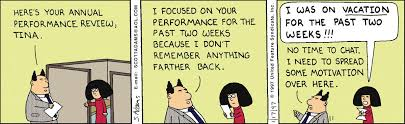 HERE'S YOUR ANNUAL
PERFORMANCE REVIEW,
TINA.
I FOCUSED ON YOUR
PERFORMANCE FOR THE
PAST TWO WEEKS
BECAUSE I DON'T
REMEMBER ANYTHING
FARTHER BACK.
S. Adams
E-mail: SCOTTADAMS@AOL.COM
I WAS ON VACATION
FOR THE PAST TWO
WEEKS!!!
NO TIME TO CHAT.
I NEED TO SPREAD
SOME MOTIVATION
OVER HERE.
© 1997 United Feature Syndicate, Inc.